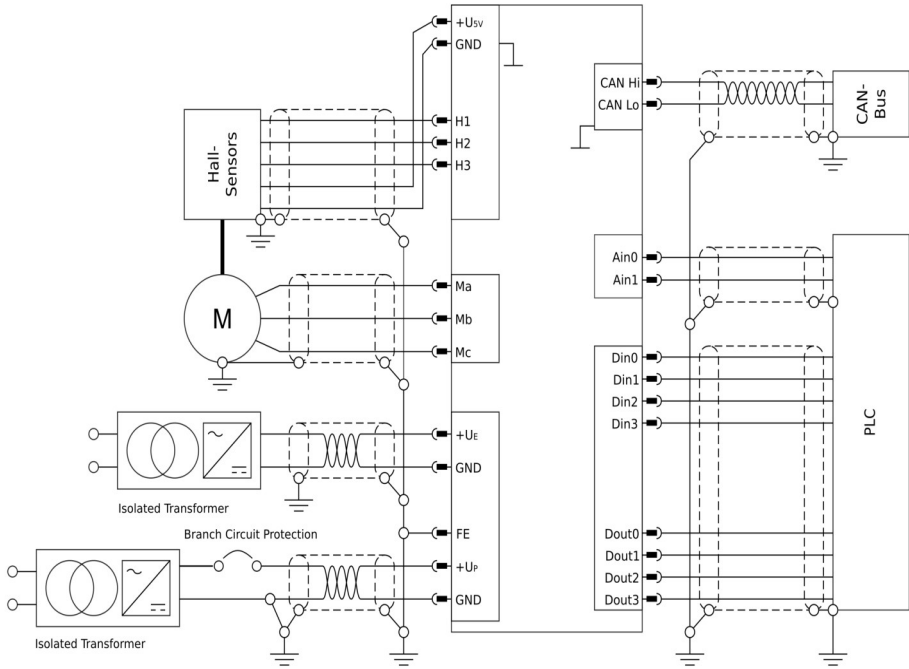 +U5V
GND
Hall-
Sensors
H1
H2
H3
M
Ma
Mb
Mc
+UE
GND
Isolated Transformer
FE
Branch Circuit Protection
+UP
GND
Isolated Transformer
CAN Hi
CAN Lo
CAN-
Bus
Ain0
Ain1
Din0
Din1
Din2
Din3
PLC
Dout0
Dout1
Dout2
Dout3